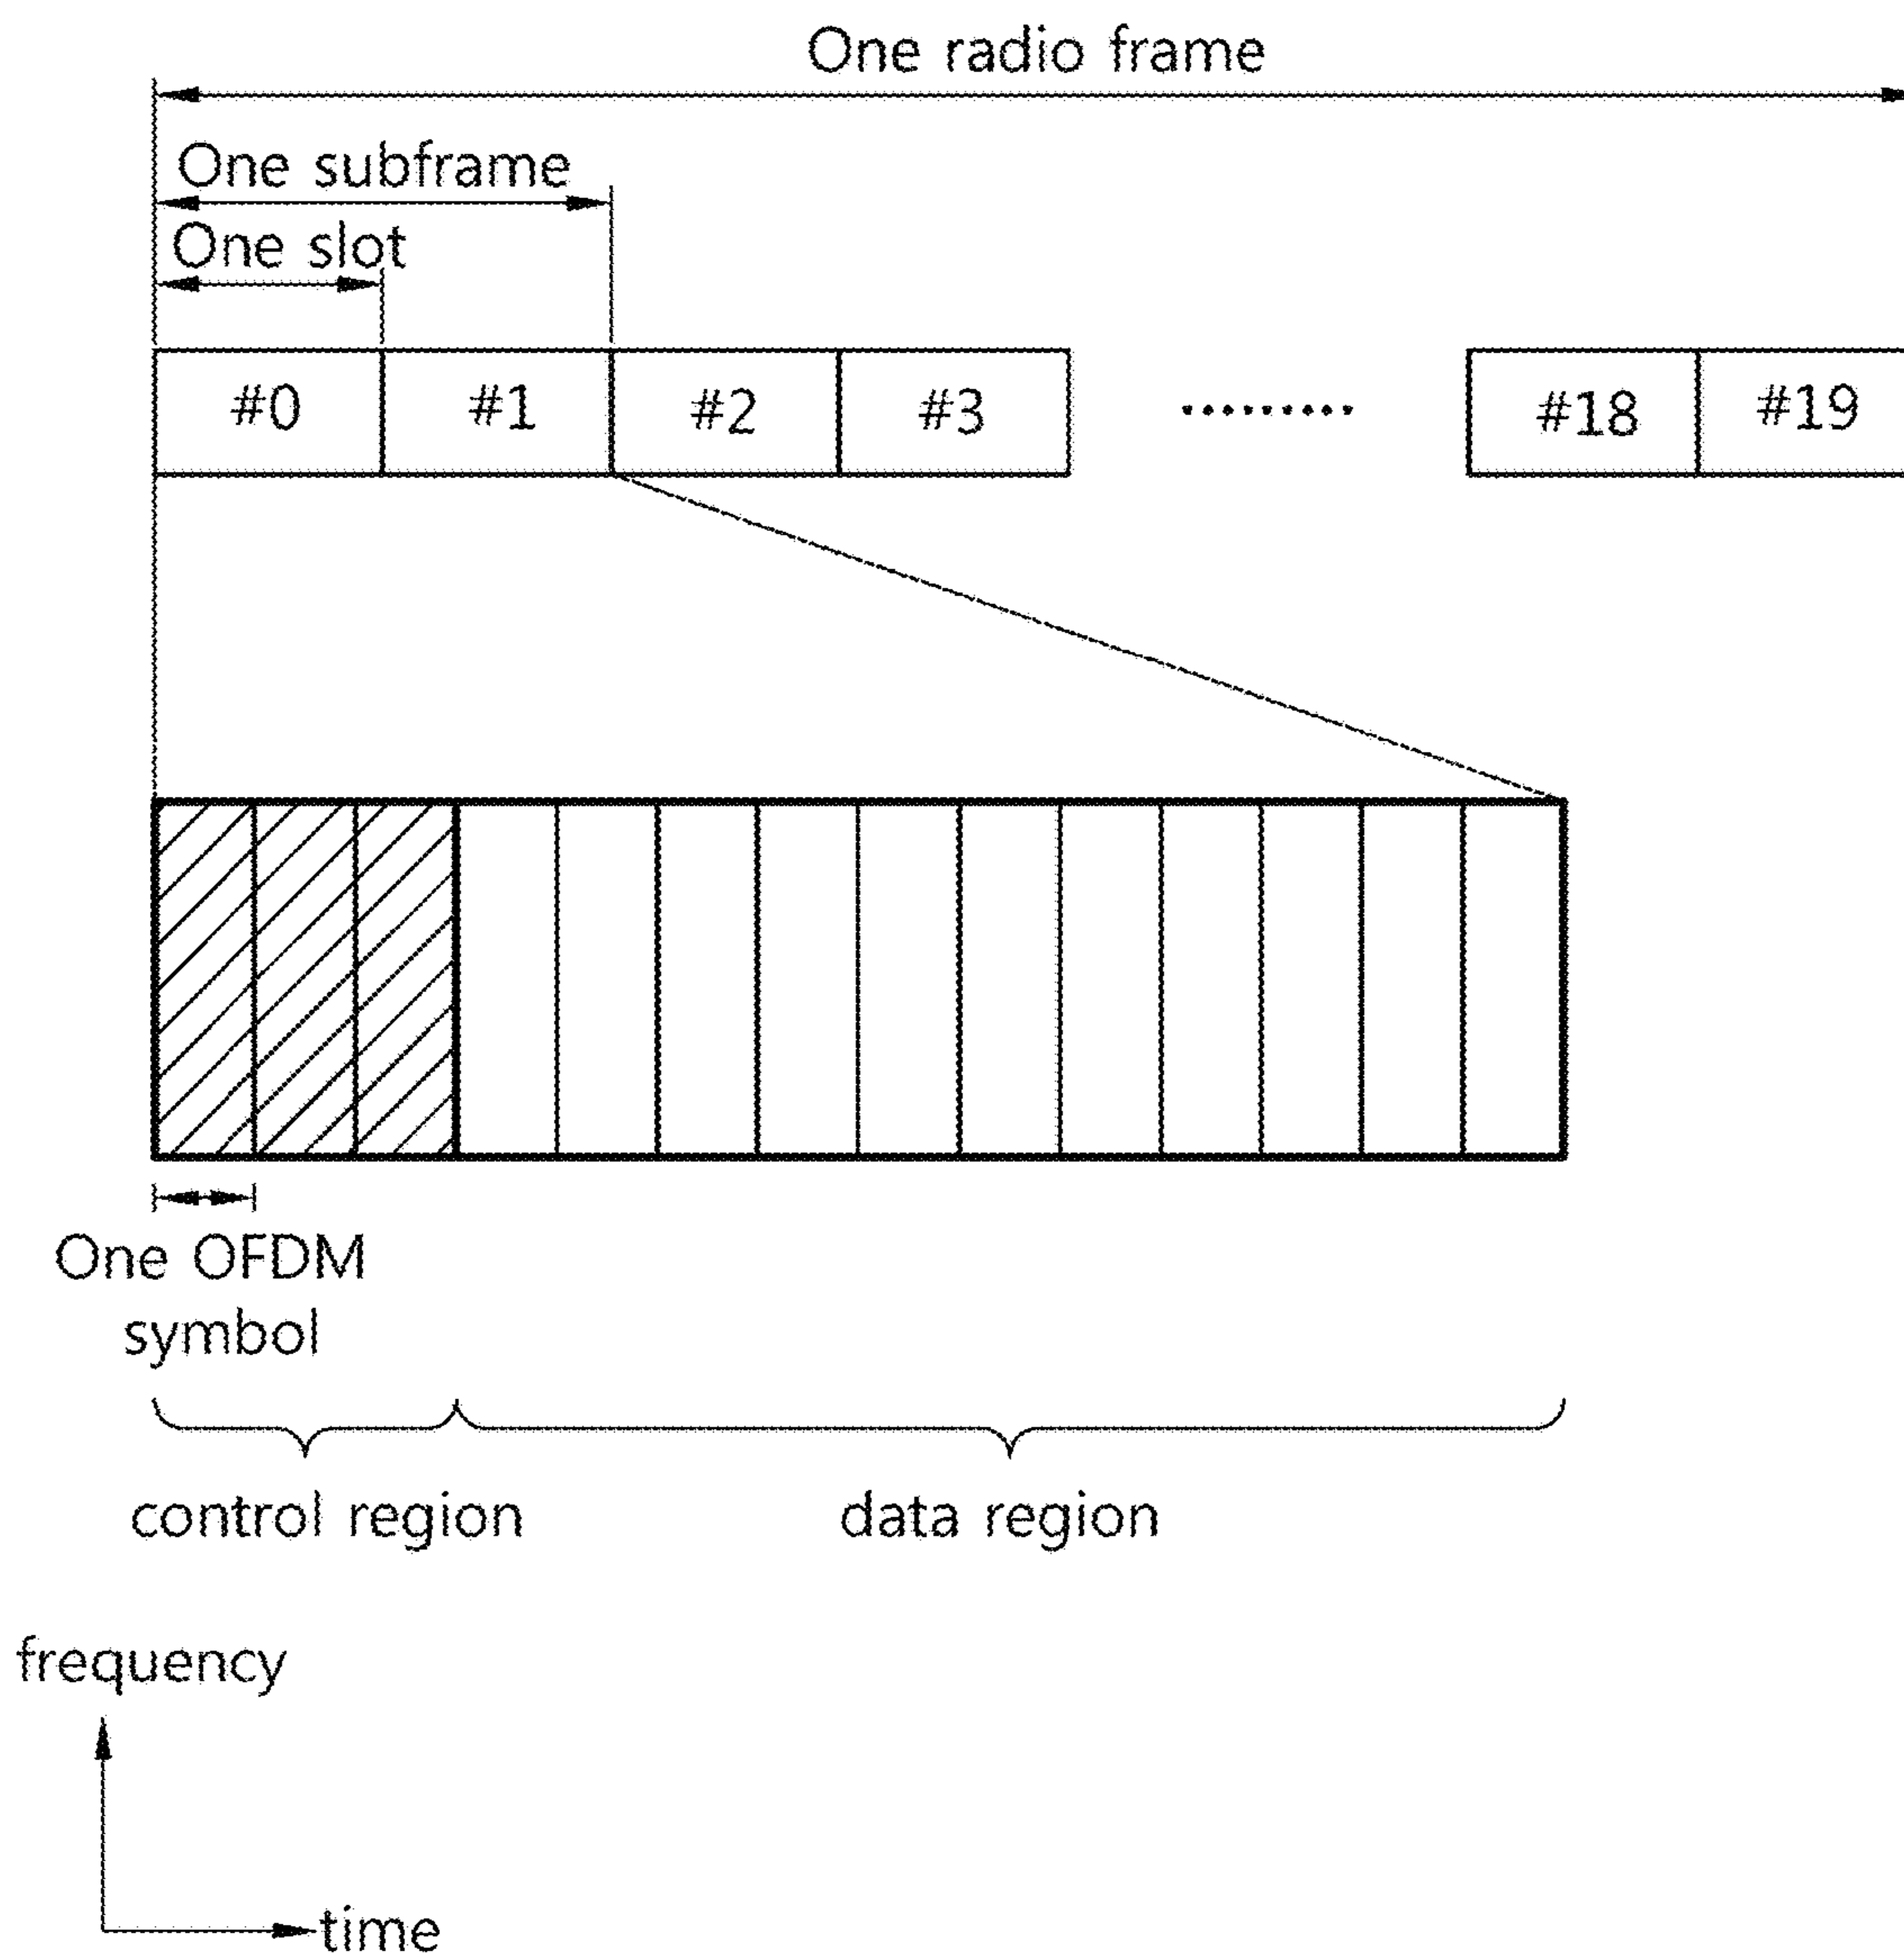 One radio frame
One subframe
One slot
#0 #1 #2 #3 ········· #18 #19
One OFDM
symbol
control region data region
frequency
time